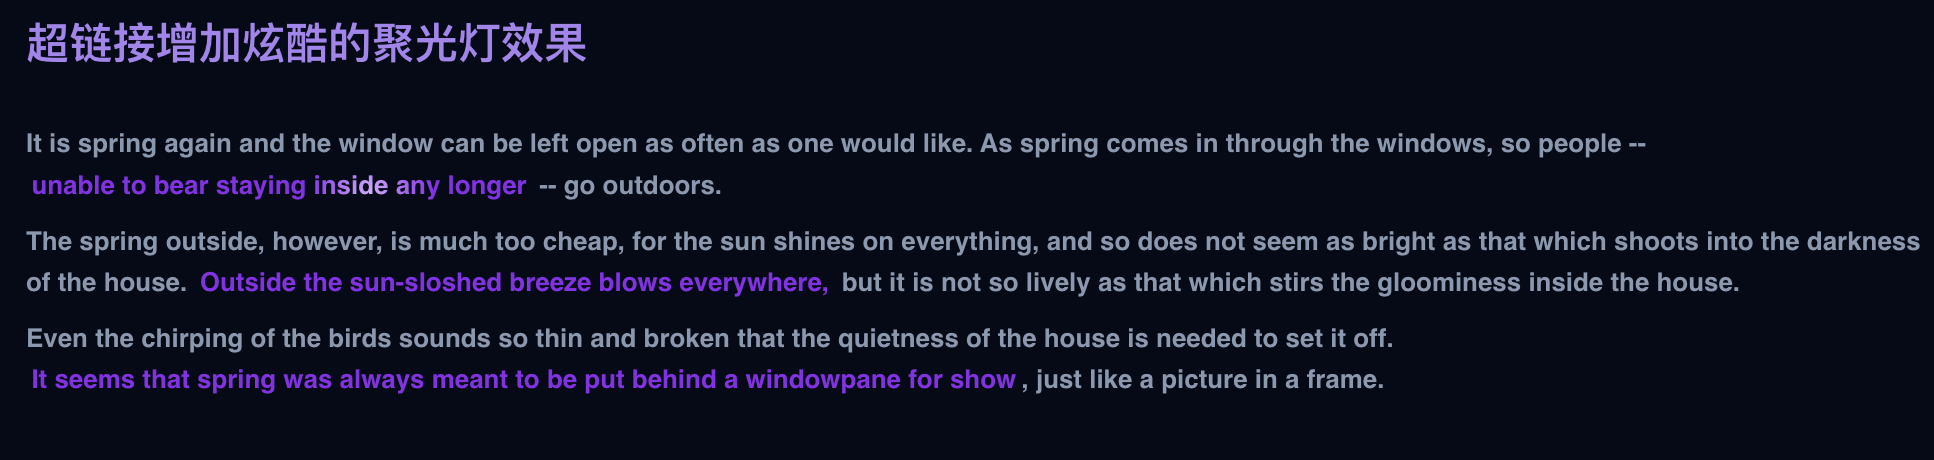 超链接增加炫酷的聚光灯效果
It is spring again and the window can be left open as often as one would like. As spring comes in through the windows, so people --
unable to bear staying inside any longer -- go outdoors.
The spring outside, however, is much too cheap, for the sun shines on everything, and so does not seem as bright as that which shoots into the darkness
of the house. Outside the sun-sloshed breeze blows everywhere, but it is not so lively as that which stirs the gloominess inside the house.
Even the chirping of the birds sounds so thin and broken that the quietness of the house is needed to set it off.
It seems that spring was always meant to be put behind a windowpane for show , just like a picture in a frame.